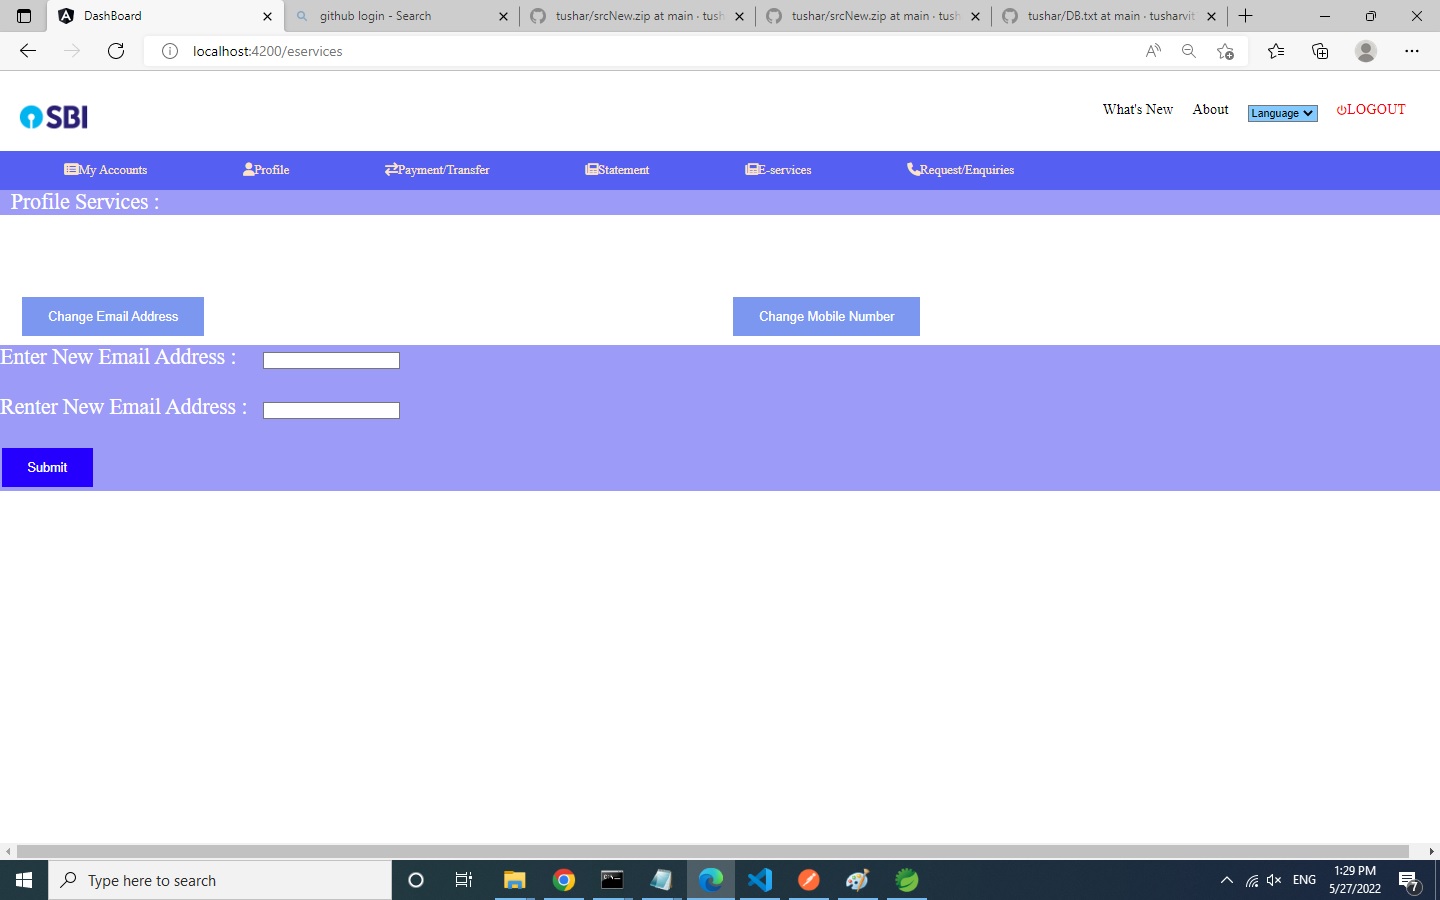 DashBoard
github login - Search
tushar/srcNew.zip at main · tush
tushar/srcNew.zip at main · tush
tushar/DB.txt at main · tusharvit
localhost:4200/eservices
SBI
What's New
About
Language
LOGOUT
My Accounts
Profile
Payment/Transfer
Statement
E-services
Request/Enquiries
Profile Services :
Change Email Address
Change Mobile Number
Enter New Email Address :
Renter New Email Address :
Submit
Type here to search
ENG
1:29 PM
5/27/2022
7